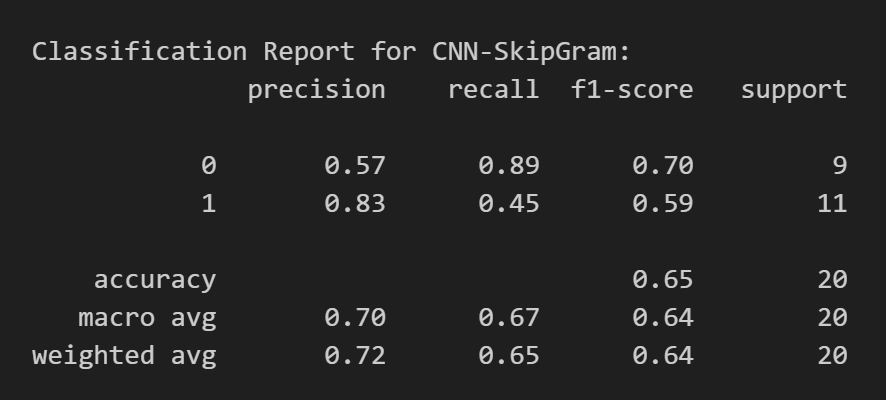 Classification Report for CNN-SkipGram:
precision recall f1-score support
0 0.57 0.89 0.70 9
1 0.83 0.45 0.59 11
accuracy 0.65 20
macro avg 0.70 0.67 0.64 20
weighted avg 0.72 0.65 0.64 20